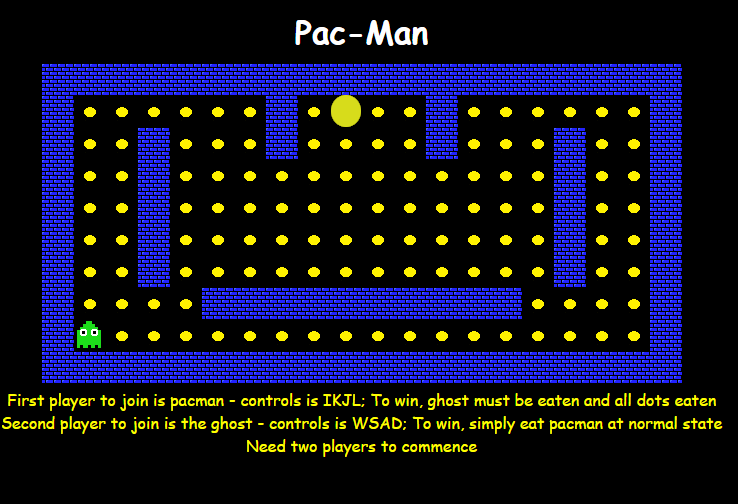 Pac-Man
First player to join is pacman - controls is IKJL; To win, ghost must be eaten and all dots eaten
Second player to join is the ghost - controls is WSAD; To win, simply eat pacman at normal state
Need two players to commence